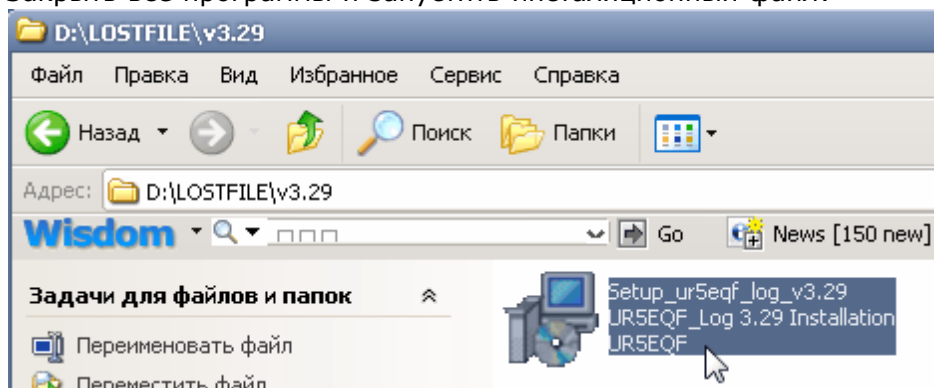 Закрыть все программы и запустить инсталяционный файл.
D:\LOSTFILE\v3.29
Файл Правка Вид Избранное Сервис Справка
Назад Поиск Папки
Адрес: D:\LOSTFILE\v3.29
Wisdom Go News [150 new]
Задачи для файлов и папок
Setup_ur5eqf_log_v3.29
UR5EQF_Log 3.29 Installation
UR5EQF
Переименовать файл
Переместить файл